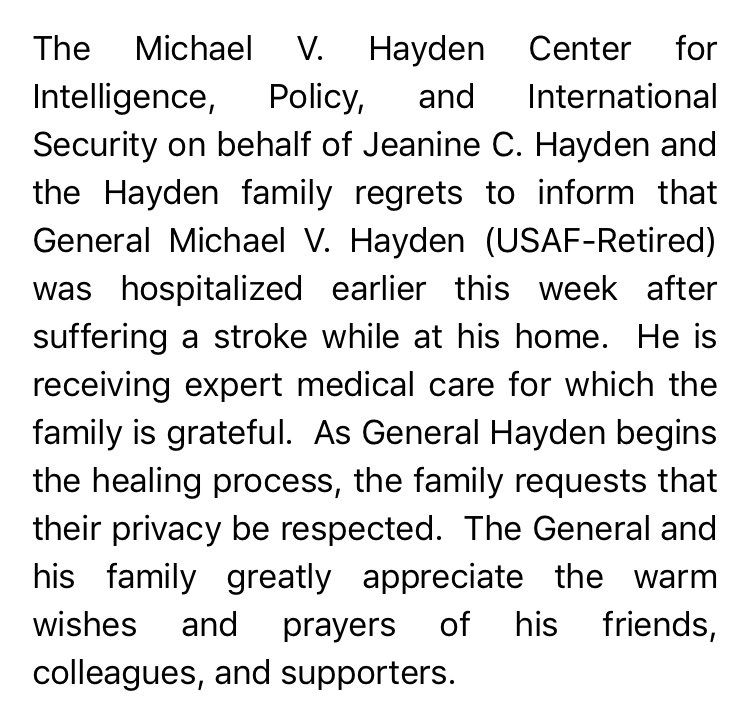 The Michael V. Hayden Center for
Intelligence, Policy, and International
Security on behalf of Jeanine C. Hayden and
the Hayden family regrets to inform that
General Michael V. Hayden (USAF-Retired)
was hospitalized earlier this week after
suffering a stroke while at his home.  He is
receiving expert medical care for which the
family is grateful.  As General Hayden begins
the healing process, the family requests that
their privacy be respected.  The General and
his family greatly appreciate the warm
wishes and prayers of his friends,
colleagues, and supporters.